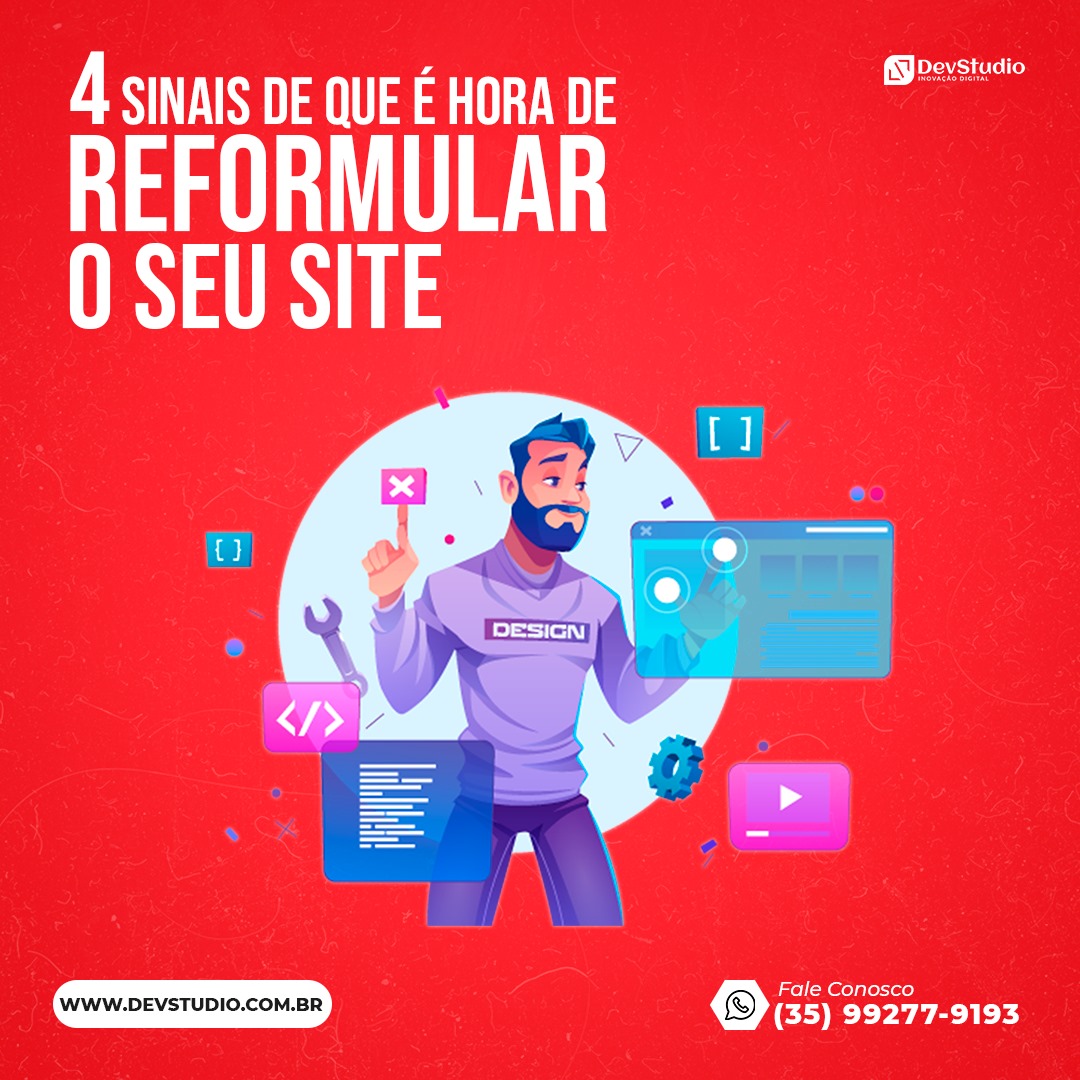 4 SINAIS DE QUE É HORA DE
REFORMULAR
O SEU SITE
DevStudio
INOVAÇÃO DIGITAL
[ ]
{ }
DESIGN
</>
WWW.DEVSTUDIO.COM.BR
Fale Conosco
(35) 99277-9193